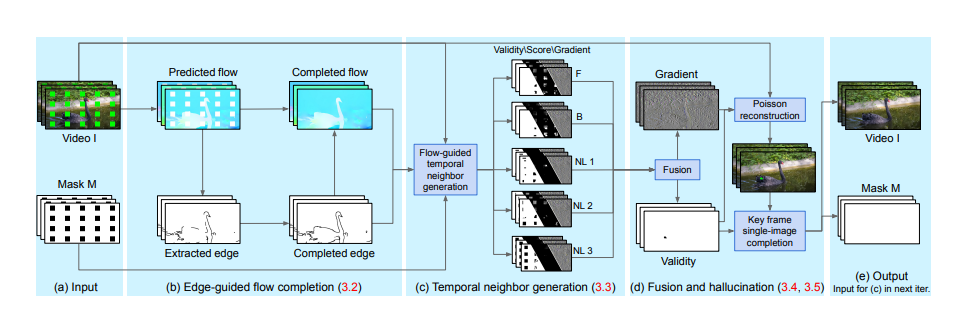 Validity\Score\Gradient
Predicted flow
Completed flow
F
Gradient
Video I
B
Poisson
reconstruction
Video I
Flow-guided
temporal
neighbor
generation
NL 1
Fusion
Mask M
NL 2
Mask M
Key frame
single-image
completion
NL 3
Extracted edge
Completed edge
Validity
(a) Input
(b) Edge-guided flow completion (3.2)
(c) Temporal neighbor generation (3.3)
(d) Fusion and hallucination (3.4, 3.5)
(e) Output
Input for (c) in next iter.